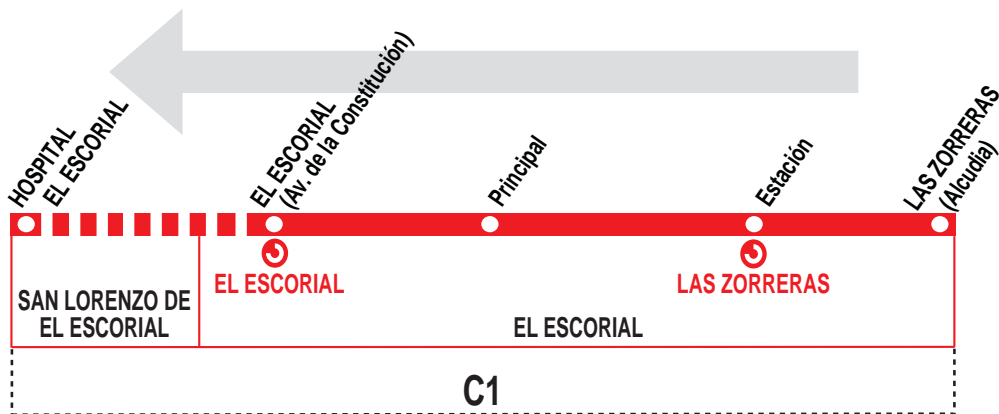 HOSPITAL
EL ESCORIAL
EL ESCORIAL
(Av. de la Constitución)
Principal
Estación
LAS ZORRERAS
(Alcudia)
EL ESCORIAL
LAS ZORRERAS
SAN LORENZO DE
EL ESCORIAL
EL ESCORIAL
C1